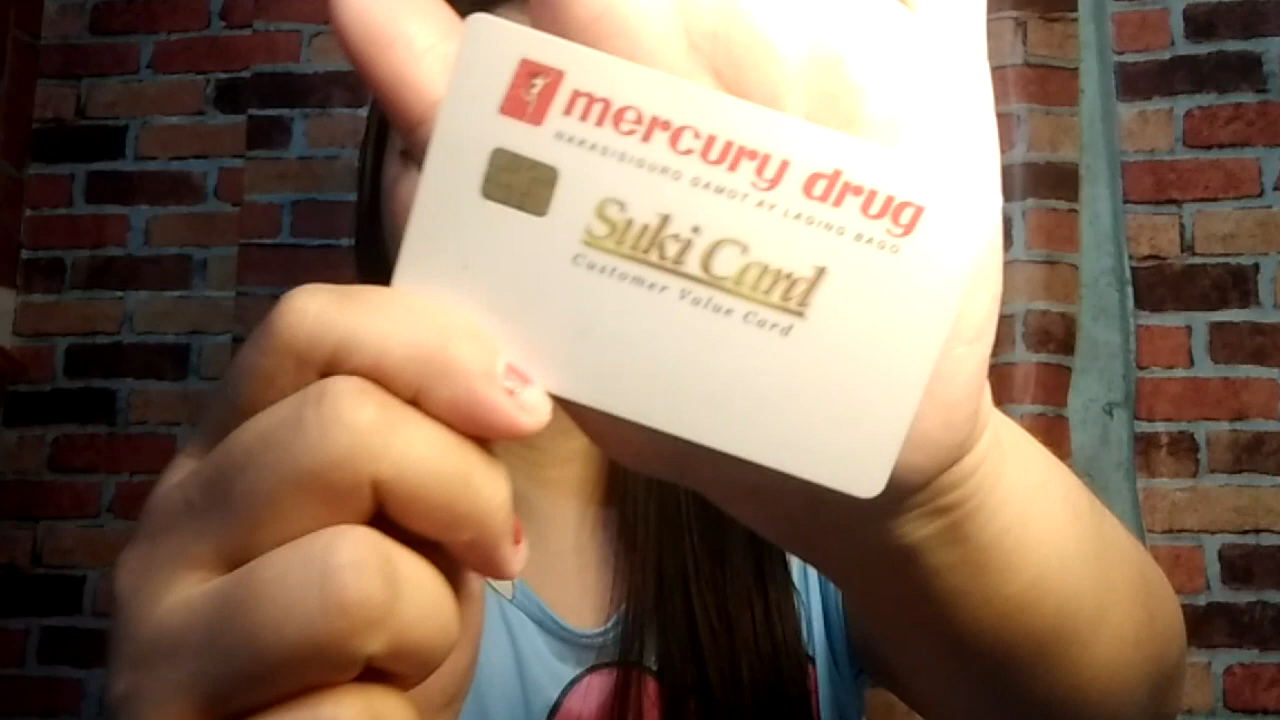 mercury drug
NAKASISIGURO GAMOT AY LAGING BAGO
Suki Card
Customer Value Card